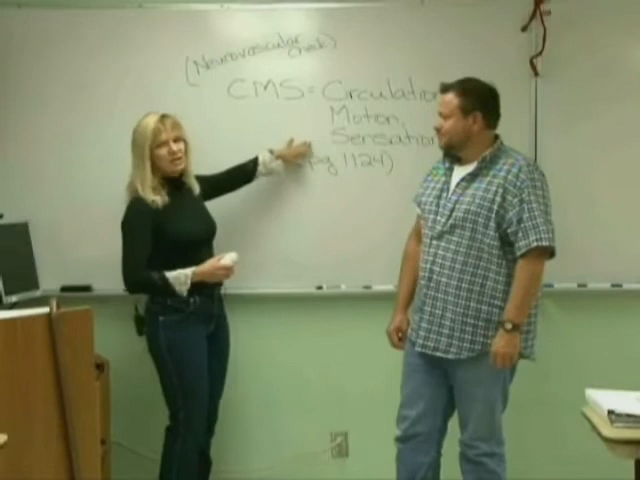 (Neurovascular
check)
CMS = Circulation
Motion,
Sensation
pg 1124)